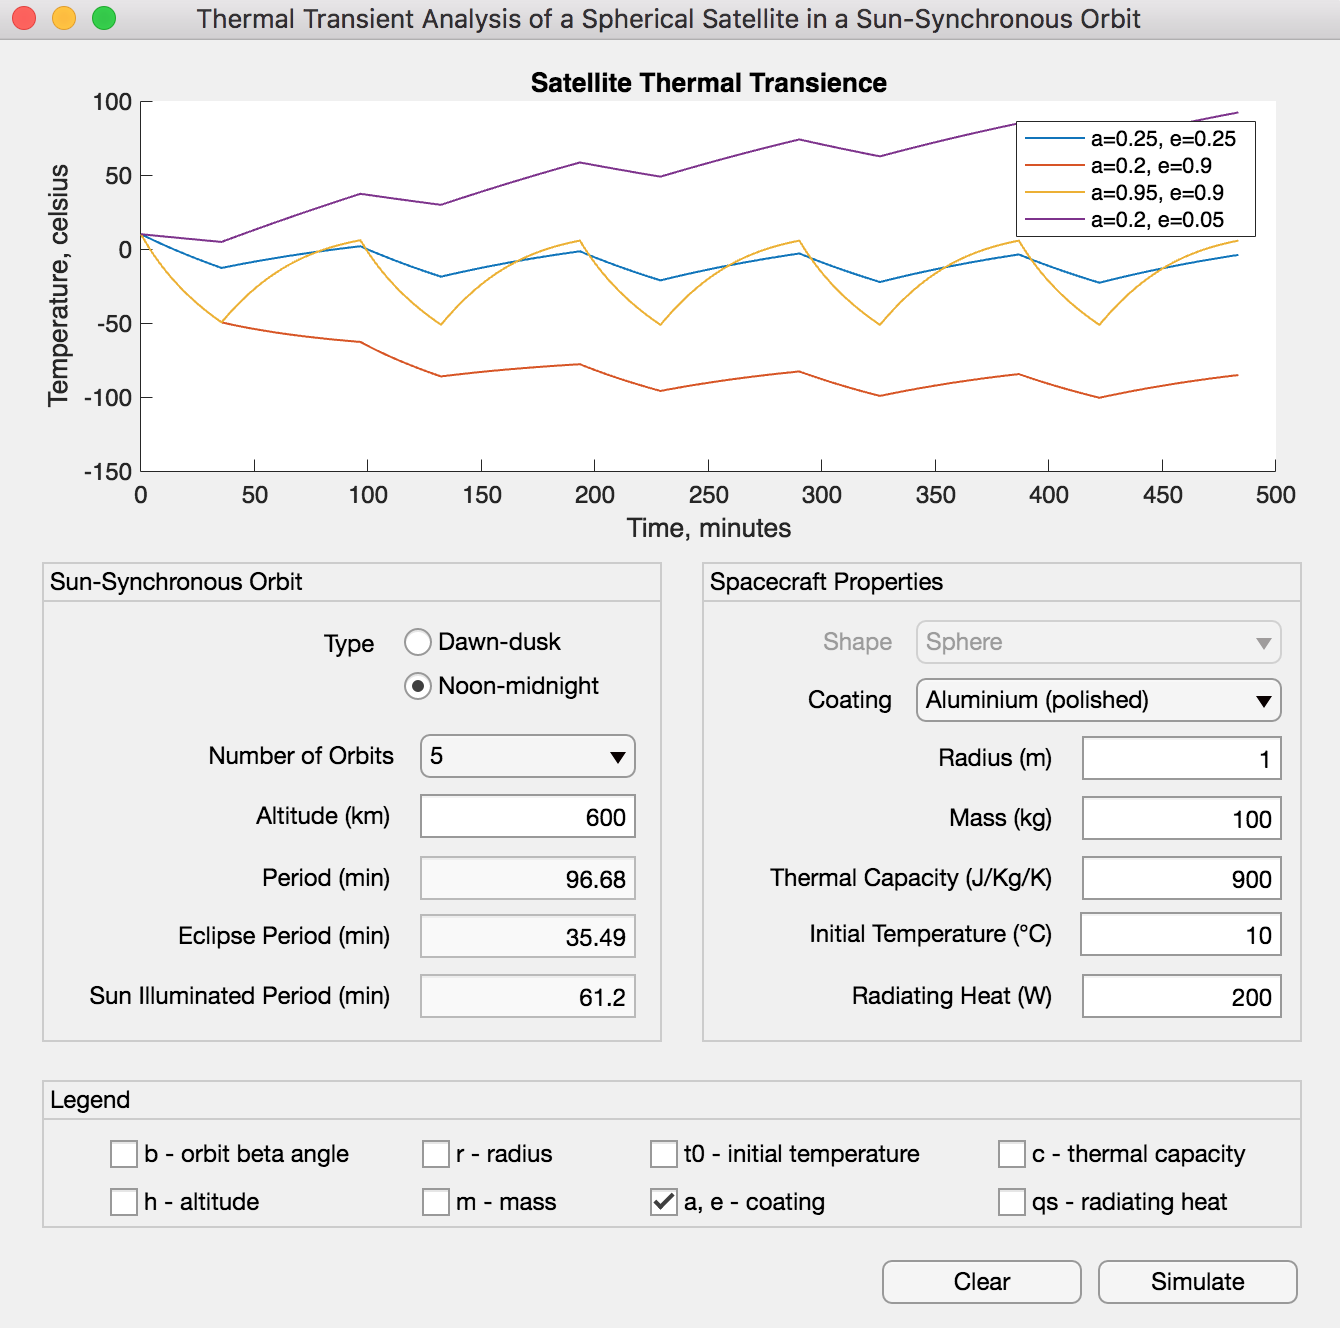 Thermal Transient Analysis of a Spherical Satellite in a Sun-Synchronous Orbit
Satellite Thermal Transience
100
50
0
-50
-100
-150
Temperature, celsius
0 50 100 150 200 250 300 350 400 450 500
Time, minutes
a=0.25, e=0.25
a=0.2, e=0.9
a=0.95, e=0.9
a=0.2, e=0.05
Sun-Synchronous Orbit
Type Dawn-dusk
Noon-midnight
Number of Orbits 5
Altitude (km) 600
Period (min) 96.68
Eclipse Period (min) 35.49
Sun Illuminated Period (min) 61.2
Spacecraft Properties
Shape Sphere
Coating Aluminium (polished)
Radius (m) 1
Mass (kg) 100
Thermal Capacity (J/Kg/K) 900
Initial Temperature (°C) 10
Radiating Heat (W) 200
Legend
b - orbit beta angle r - radius t0 - initial temperature c - thermal capacity
h - altitude m - mass a, e - coating qs - radiating heat
Clear Simulate